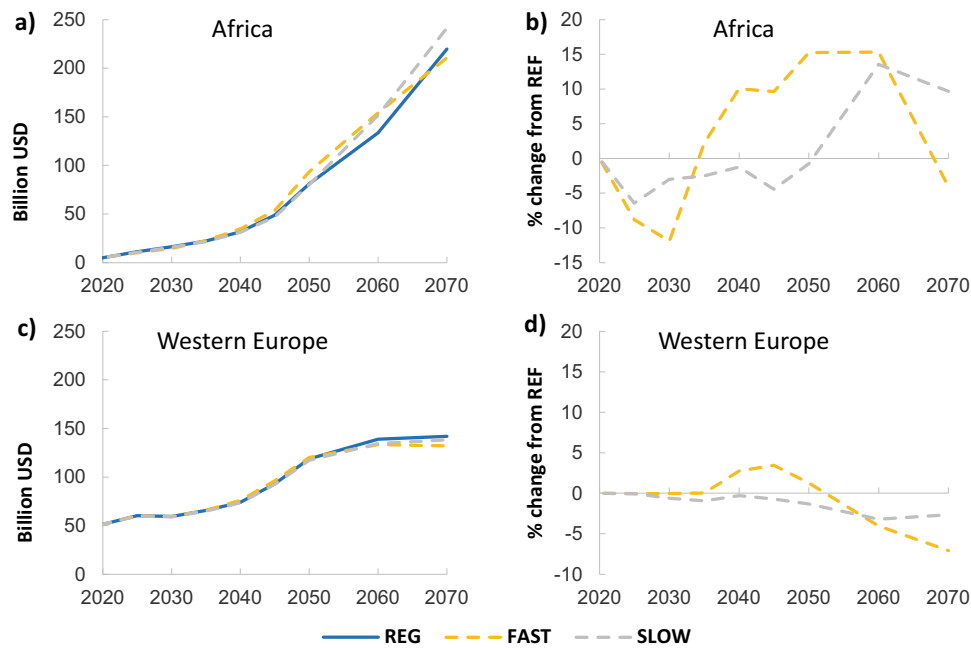 a)
Africa
Billion USD
250
200
150
100
50
0
2020 2030 2040 2050 2060 2070
b)
Africa
% change from REF
20
15
10
5
0
-5
-10
-15
2020 2030 2040 2050 2060 2070
c)
Western Europe
Billion USD
250
200
150
100
50
0
2020 2030 2040 2050 2060 2070
d)
Western Europe
% change from REF
20
15
10
5
0
-5
-10
2020 2030 2040 2050 2060 2070
REG FAST SLOW